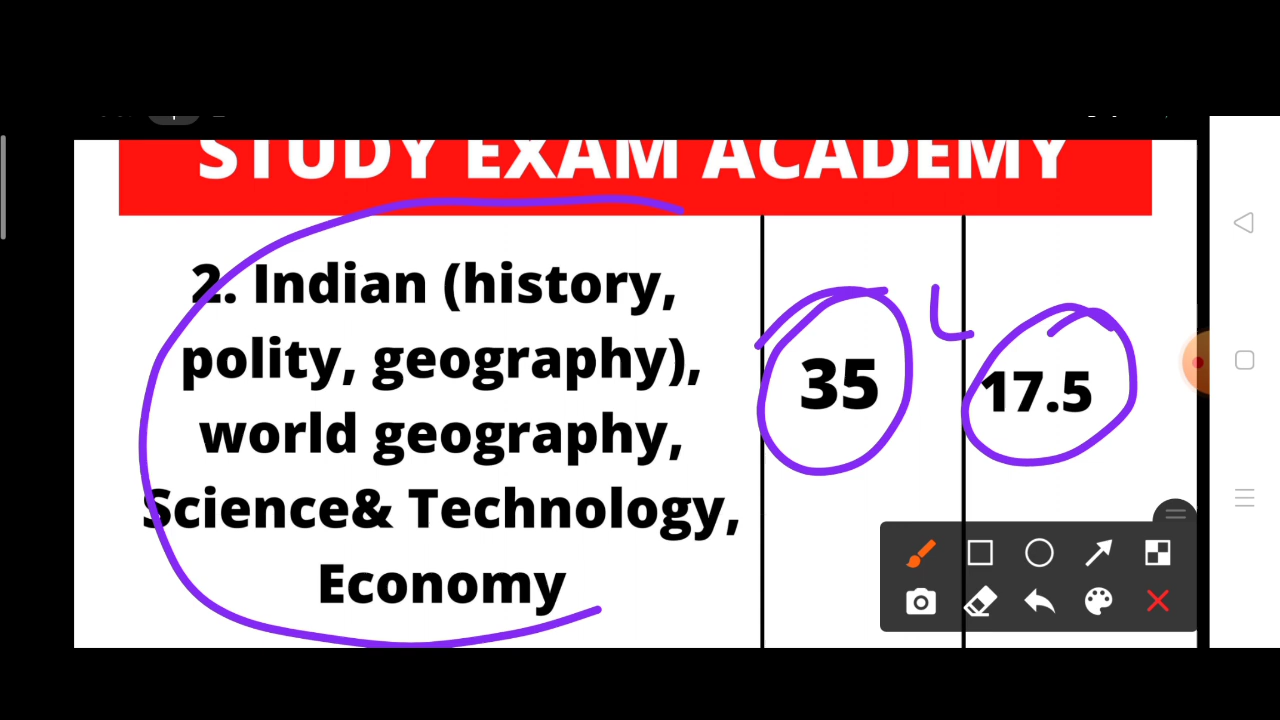 STUDY EXAM ACADEMY
2. Indian (history,
polity, geography),
world geography,
Science& Technology,
Economy
35
17.5